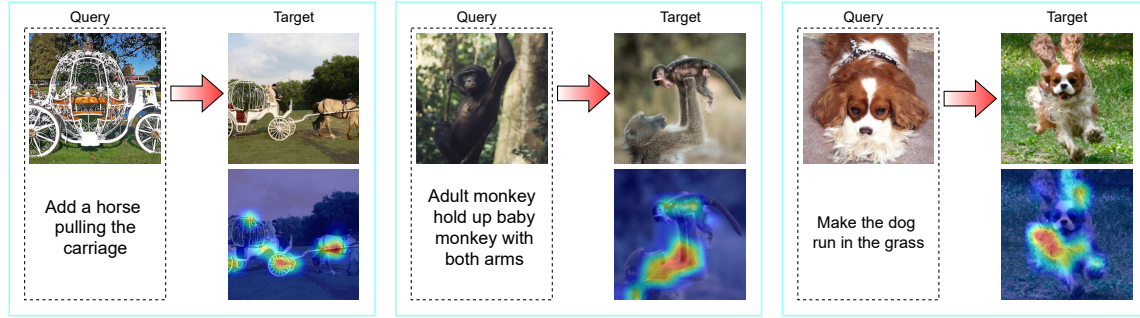 Query
Target
Add a horse
pulling the
carriage
Query
Target
Adult monkey
hold up baby
monkey with
both arms
Query
Target
Make the dog
run in the grass